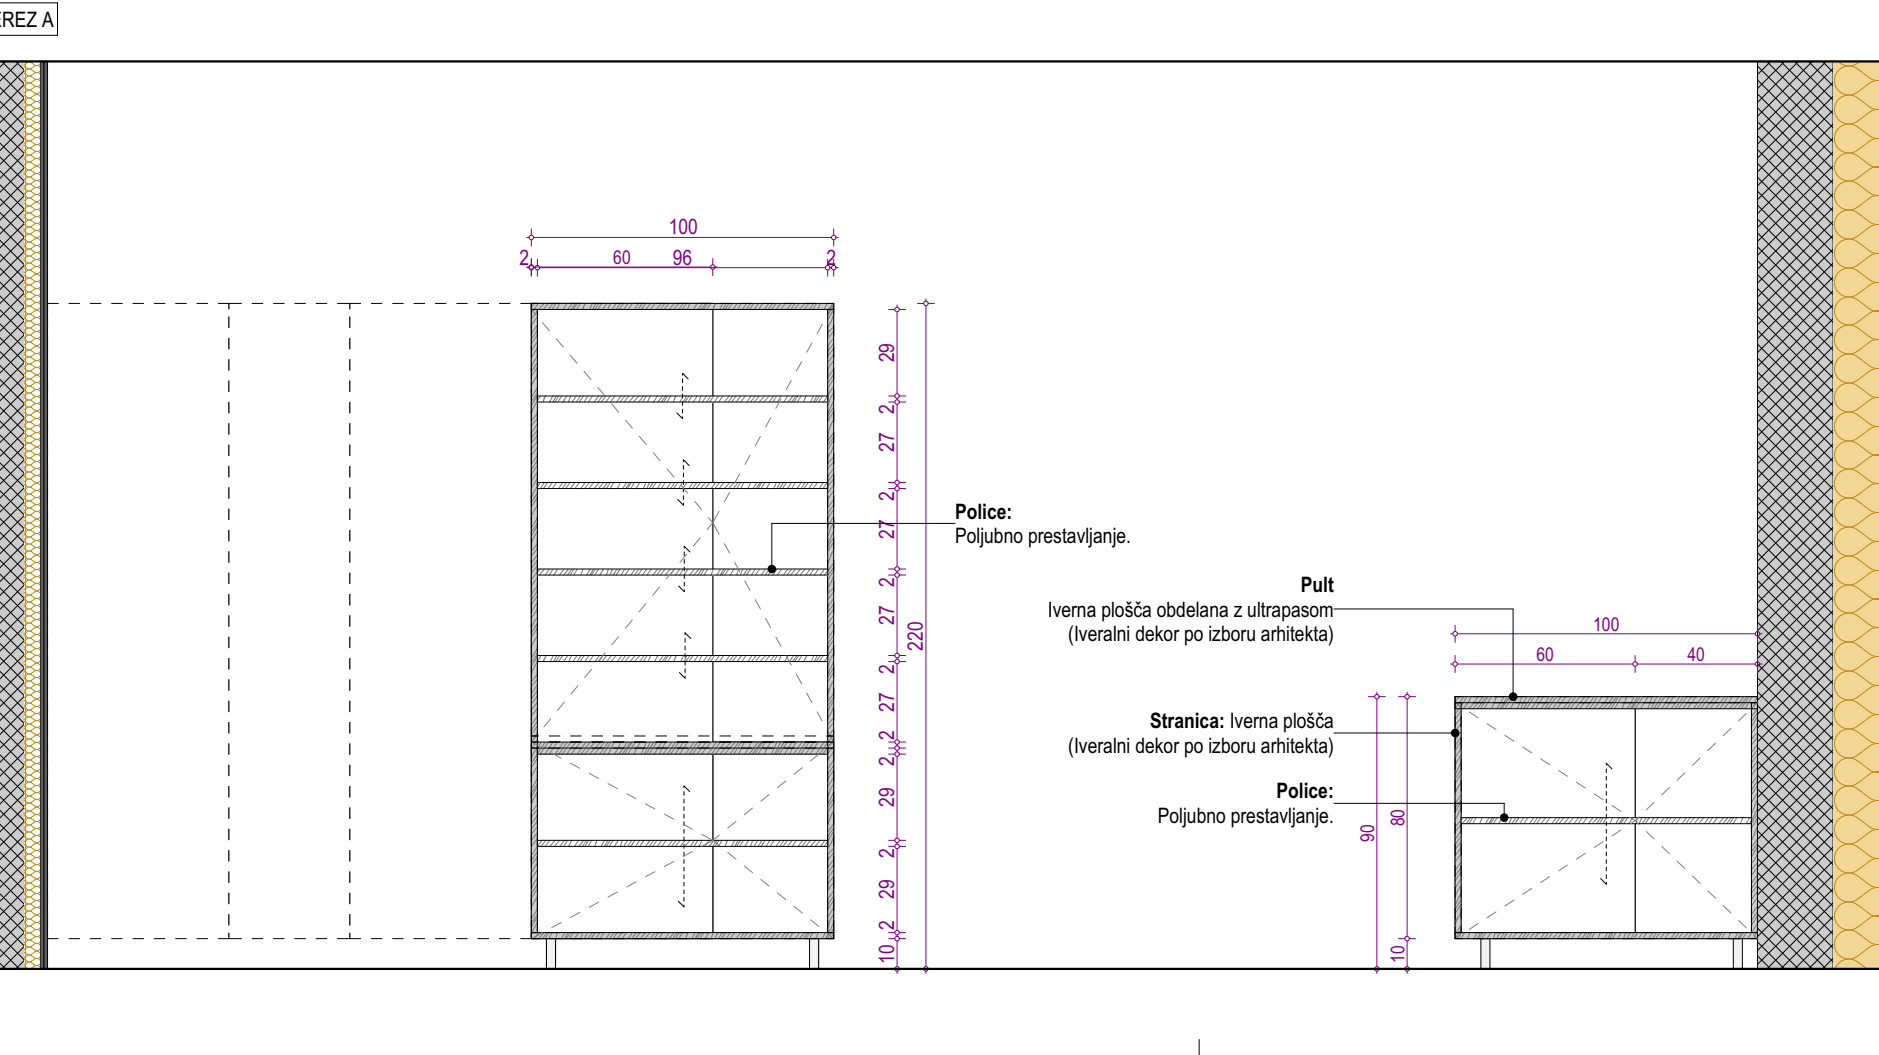 EREZ A
100
2 60 96 2
29
2
27
2
27
2
27
2
27
2
2
29
2
29
2
10
220
Police:
Poljubno prestavljanje.
Pult
Iverna plošča obdelana z ultrapasom
(Iveralni dekor po izboru arhitekta)
Stranica: Iverna plošča
(Iveralni dekor po izboru arhitekta)
Police:
Poljubno prestavljanje.
100
60 40
90
80
10